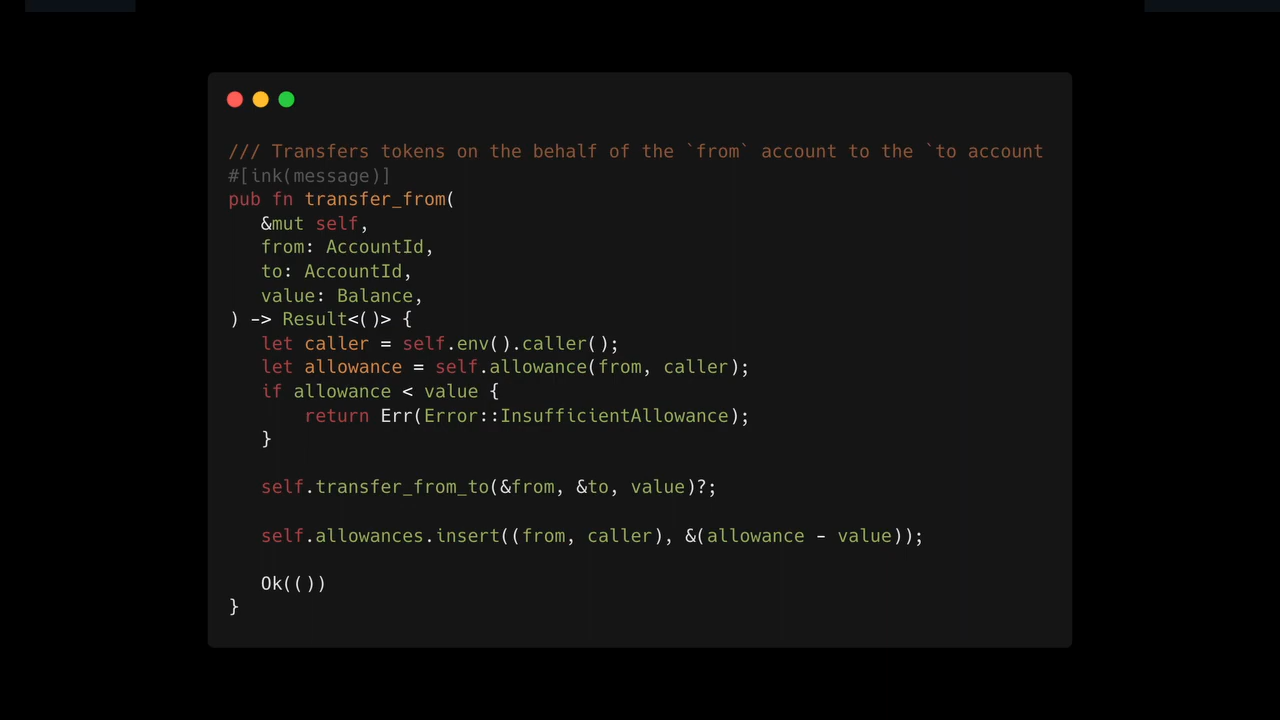 /// Transfers tokens on the behalf of the `from` account to the `to account
#[ink(message)]
pub fn transfer_from(
   &mut self,
   from: AccountId,
   to: AccountId,
   value: Balance,
) -> Result<()> {
   let caller = self.env().caller();
   let allowance = self.allowance(from, caller);
   if allowance < value {
       return Err(Error::InsufficientAllowance);
   }

   self.transfer_from_to(&from, &to, value)?;

   self.allowances.insert((from, caller), &(allowance - value));

   Ok(())
}